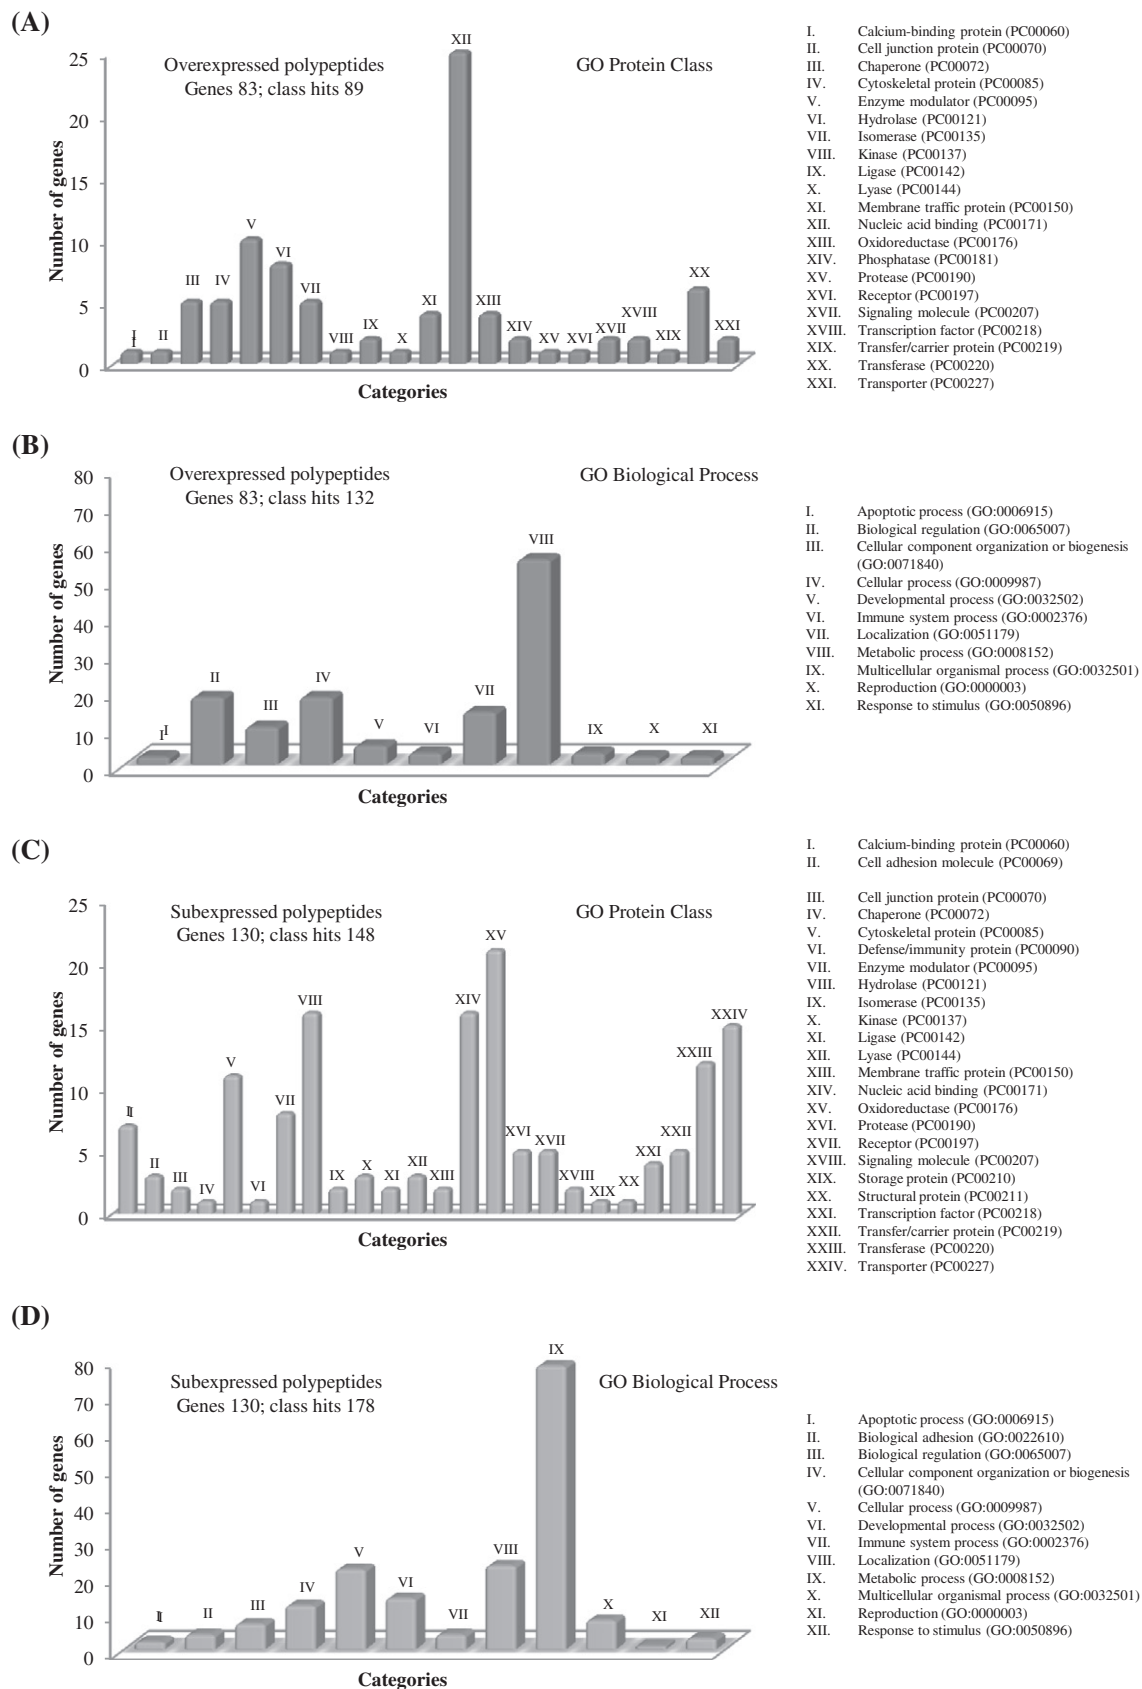 (A)
Overexpressed polypeptides
Genes 83; class hits 89
GO Protein Class
Number of genes
25
20
15
10
5
0
I
I
II
III
IV
V
VI
VII
VIII
IX
X
XI
XII
XIII
XIV
XV
XVI
XVII
XVIII
XIX
XX
XXI
Categories
I. Calcium-binding protein (PC00060)
II. Cell junction protein (PC00070)
III. Chaperone (PC00072)
IV. Cytoskeletal protein (PC00085)
V. Enzyme modulator (PC00095)
VI. Hydrolase (PC00121)
VII. Isomerase (PC00135)
VIII. Kinase (PC00137)
IX. Ligase (PC00142)
X. Lyase (PC00144)
XI. Membrane traffic protein (PC00150)
XII. Nucleic acid binding (PC00171)
XIII. Oxidoreductase (PC00176)
XIV. Phosphatase (PC00181)
XV. Protease (PC00190)
XVI. Receptor (PC00197)
XVII. Signaling molecule (PC00207)
XVIII. Transcription factor (PC00218)
XIX. Transfer/carrier protein (PC00219)
XX. Transferase (PC00220)
XXI. Transporter (PC00227)
(B)
Overexpressed polypeptides
Genes 83; class hits 132
GO Biological Process
Number of genes
80
70
60
50
40
30
20
10
0
I
I
II
III
IV
V
VI
VII
VIII
IX
X
XI
Categories
I. Apoptotic process (GO:0006915)
II. Biological regulation (GO:0065007)
III. Cellular component organization or biogenesis
(GO:0071840)
IV. Cellular process (GO:0009987)
V. Developmental process (GO:0032502)
VI. Immune system process (GO:0002376)
VII. Localization (GO:0051179)
VIII. Metabolic process (GO:0008152)
IX. Multicellular organismal process (GO:0032501)
X. Reproduction (GO:0000003)
XI. Response to stimulus (GO:0050896)
(C)
Subexpressed polypeptides
Genes 130; class hits 148
GO Protein Class
Number of genes
25
20
15
10
5
0
I
I
II
III
IV
V
VI
VII
VIII
IX
X
XI
XII
XIII
XIV
XV
XVI
XVII
XVIII
XIX
XX
XXI
XXII
XXIII
XXIV
Categories
I. Calcium-binding protein (PC00060)
II. Cell adhesion molecule (PC00069)
III. Cell junction protein (PC00070)
IV. Chaperone (PC00072)
V. Cytoskeletal protein (PC00085)
VI. Defense/immunity protein (PC00090)
VII. Enzyme modulator (PC00095)
VIII. Hydrolase (PC00121)
IX. Isomerase (PC00135)
X. Kinase (PC00137)
XI. Ligase (PC00142)
XII. Lyase (PC00144)
XIII. Membrane traffic protein (PC00150)
XIV. Nucleic acid binding (PC00171)
XV. Oxidoreductase (PC00176)
XVI. Protease (PC00190)
XVII. Receptor (PC00197)
XVIII. Signaling molecule (PC00207)
XIX. Storage protein (PC00210)
XX. Structural protein (PC00211)
XXI. Transcription factor (PC00218)
XXII. Transfer/carrier protein (PC00219)
XXIII. Transferase (PC00220)
XXIV. Transporter (PC00227)
(D)
Subexpressed polypeptides
Genes 130; class hits 178
GO Biological Process
Number of genes
80
70
60
50
40
30
20
10
0
I
I
II
III
IV
V
VI
VII
VIII
IX
X
XI
XII
Categories
I. Apoptotic process (GO:0006915)
II. Biological adhesion (GO:0022610)
III. Biological regulation (GO:0065007)
IV. Cellular component organization or biogenesis
(GO:0071840)
V. Cellular process (GO:0009987)
VI. Developmental process (GO:0032502)
VII. Immune system process (GO:0002376)
VIII. Localization (GO:0051179)
IX. Metabolic process (GO:0008152)
X. Multicellular organismal process (GO:0032501)
XI. Reproduction (GO:0000003)
XII. Response to stimulus (GO:0050896)